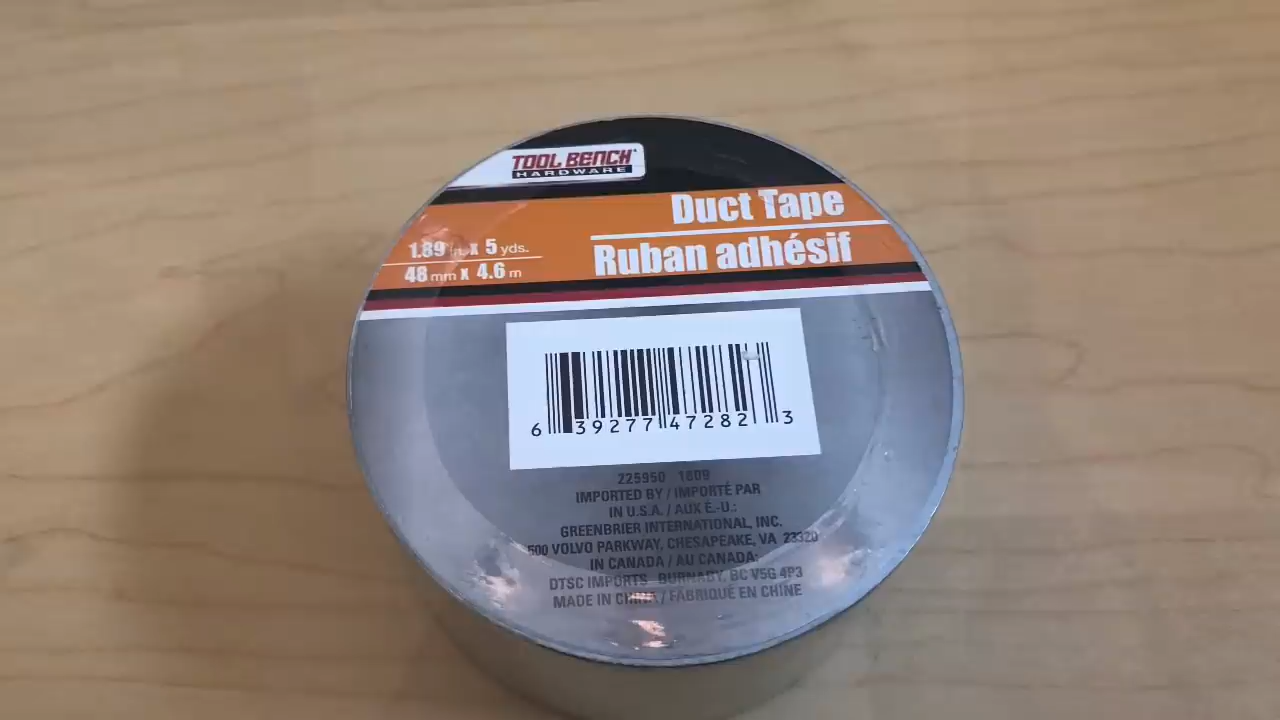 TOOL BENCH
HARDWARE
Duct Tape
Ruban adhésif
1.89 in. x 5 yds.
48 mm x 4.6 m
6 39277 47282 3
225950 1609
IMPORTED BY / IMPORTÉ PAR
IN U.S.A. / AUX É.-U.:
GREENBRIER INTERNATIONAL, INC.
500 VOLVO PARKWAY, CHESAPEAKE, VA 23320
IN CANADA / AU CANADA:
DTSC IMPORTS BURNABY, BC V5G 4P3
MADE IN CHINA / FABRIQUÉ EN CHINE